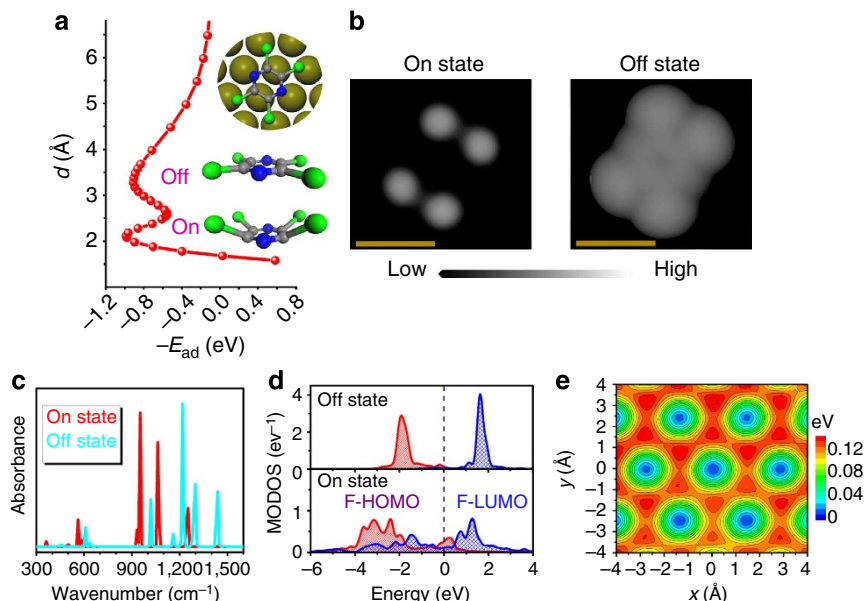 a
d (Å)
6
5
4
3
2
Off
On
−1.2
−0.8
−0.4
0.0
0.4
0.8
−Ead (eV)
b
On state
Off state
Low
High
c
On state
Off state
Absorbance
300
600
900
1,200
1,500
Wavenumber (cm−1)
d
Off state
On state
F-HOMO
F-LUMO
MODOS (ev−1)
4
2
0
1
0
−6
−4
−2
0
2
4
Energy (eV)
e
y (Å)
4
3
2
1
0
−1
−2
−3
−4
−4
−3
−2
−1
0
1
2
3
4
x (Å)
eV
0.12
0.08
0.04
0